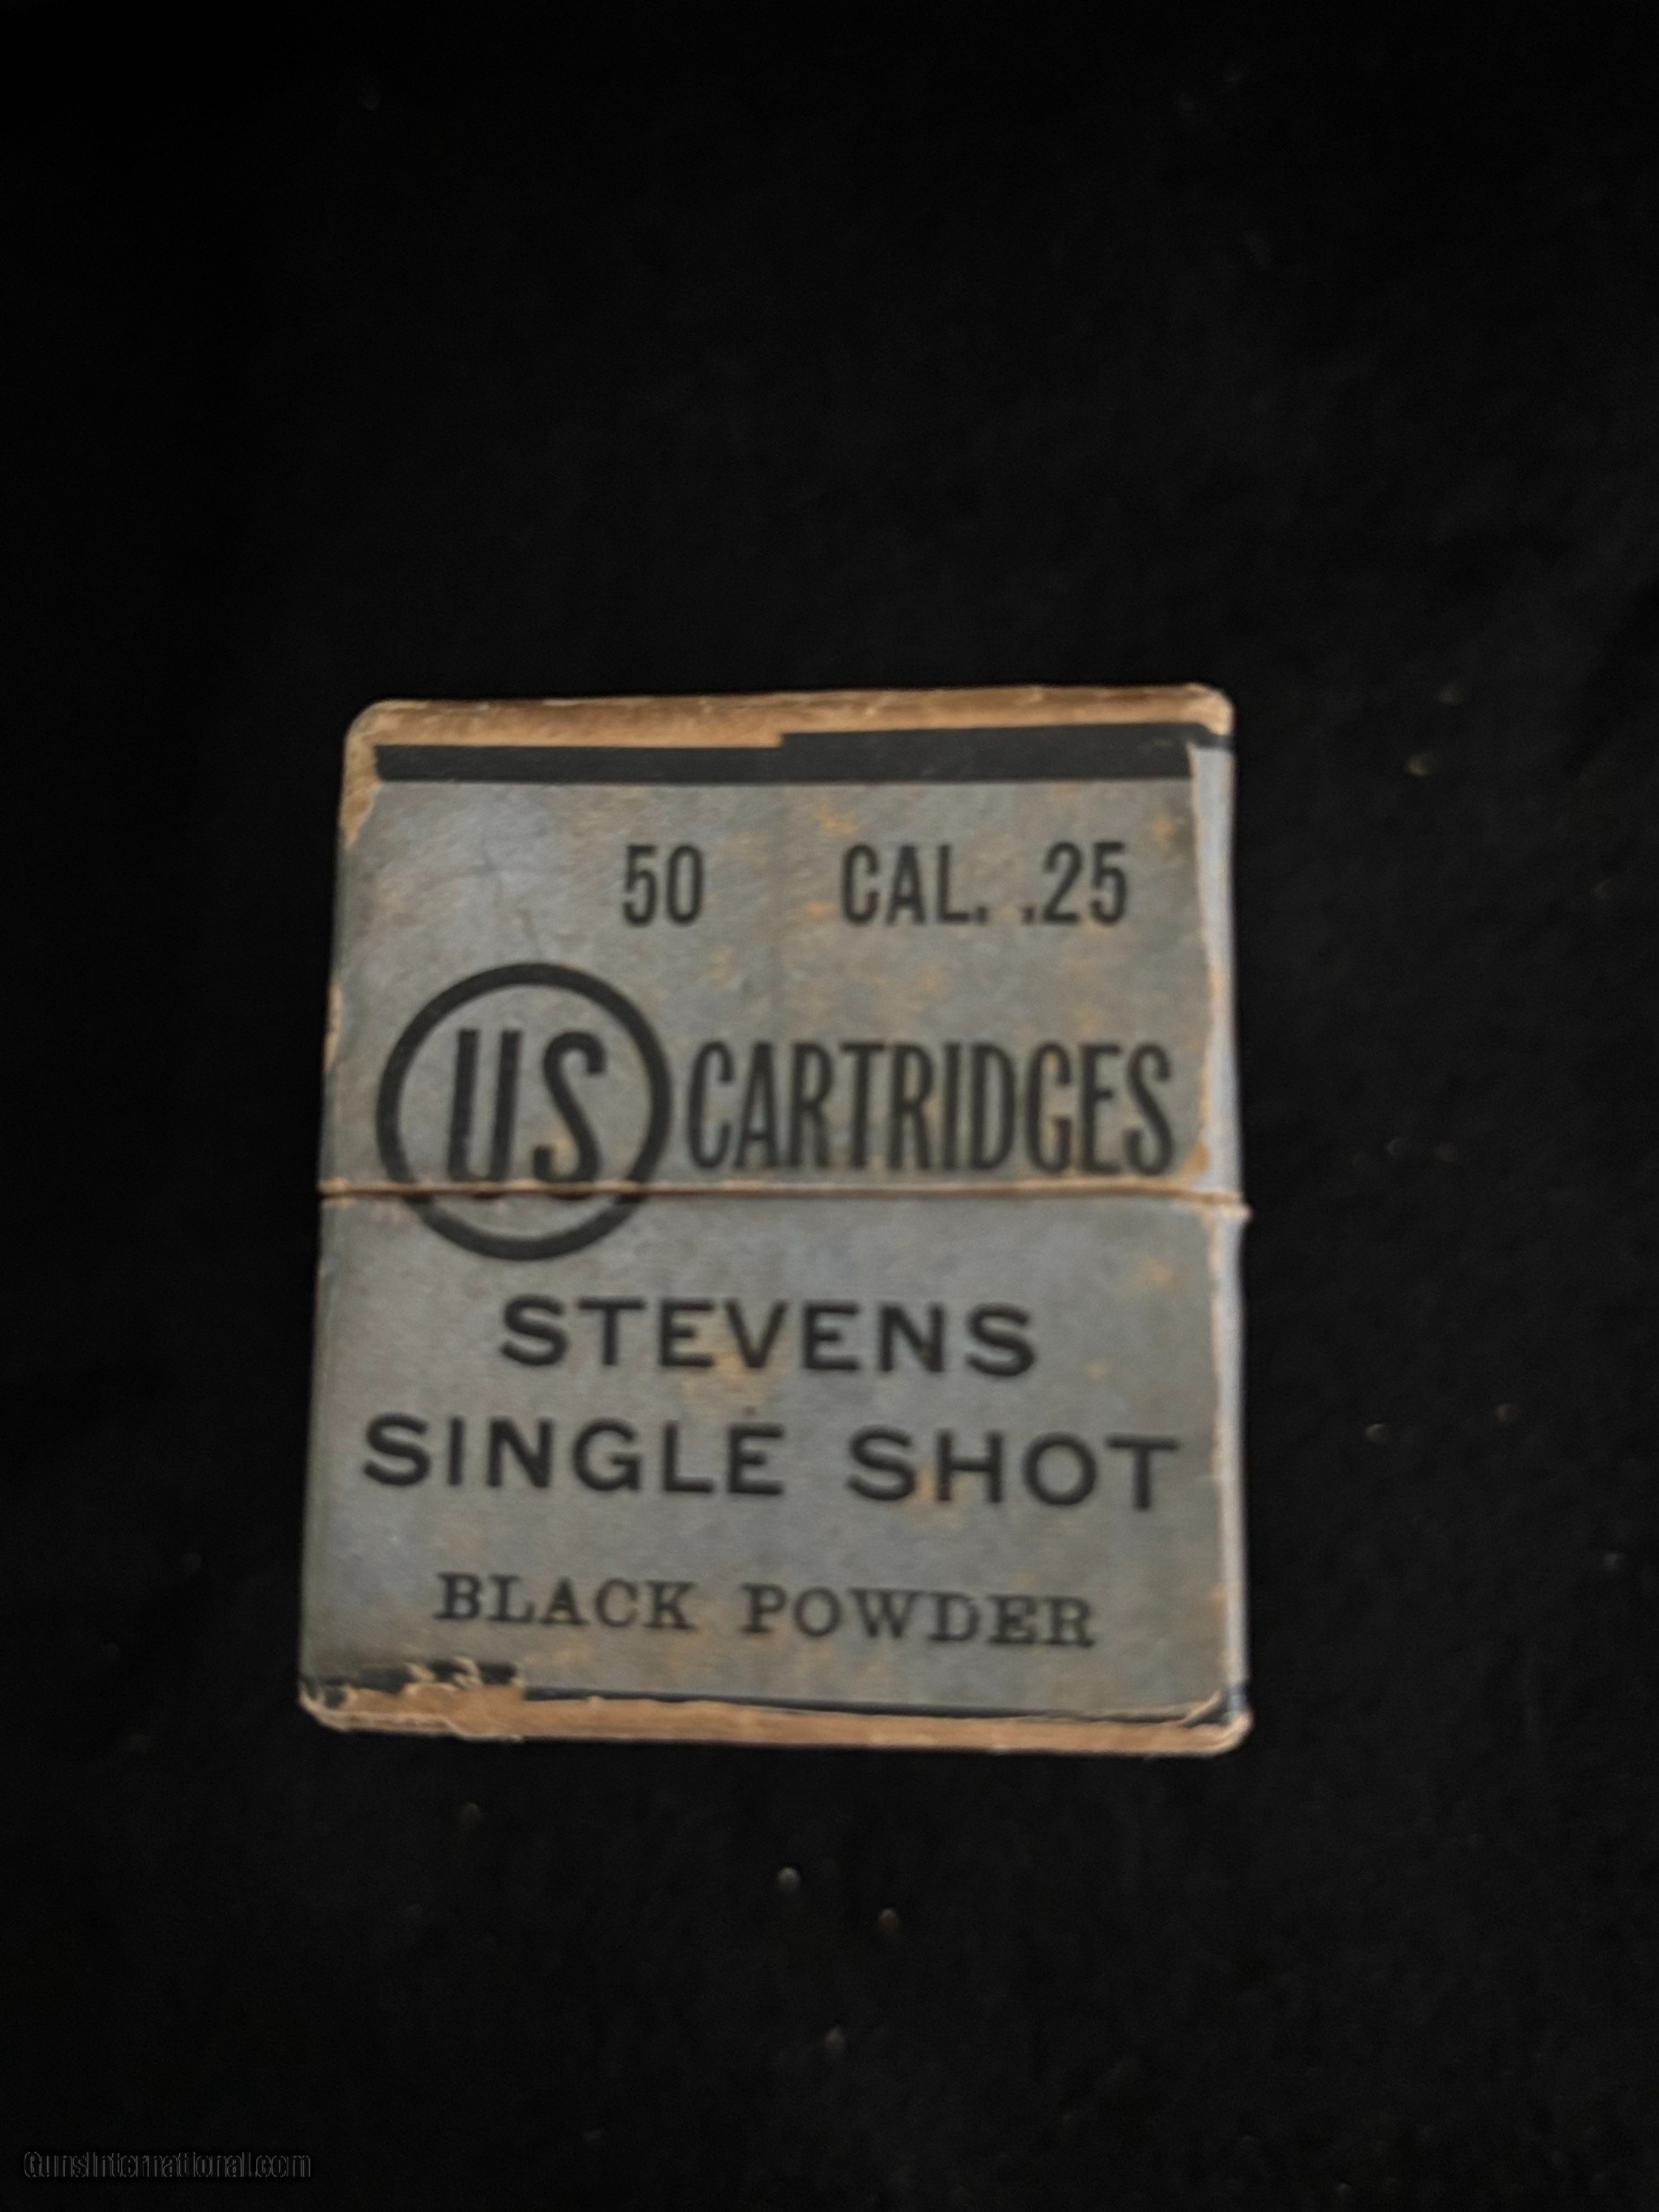 50 CAL. .25
US CARTRIDGES
STEVENS
SINGLE SHOT
BLACK POWDER
GunsInternational.com